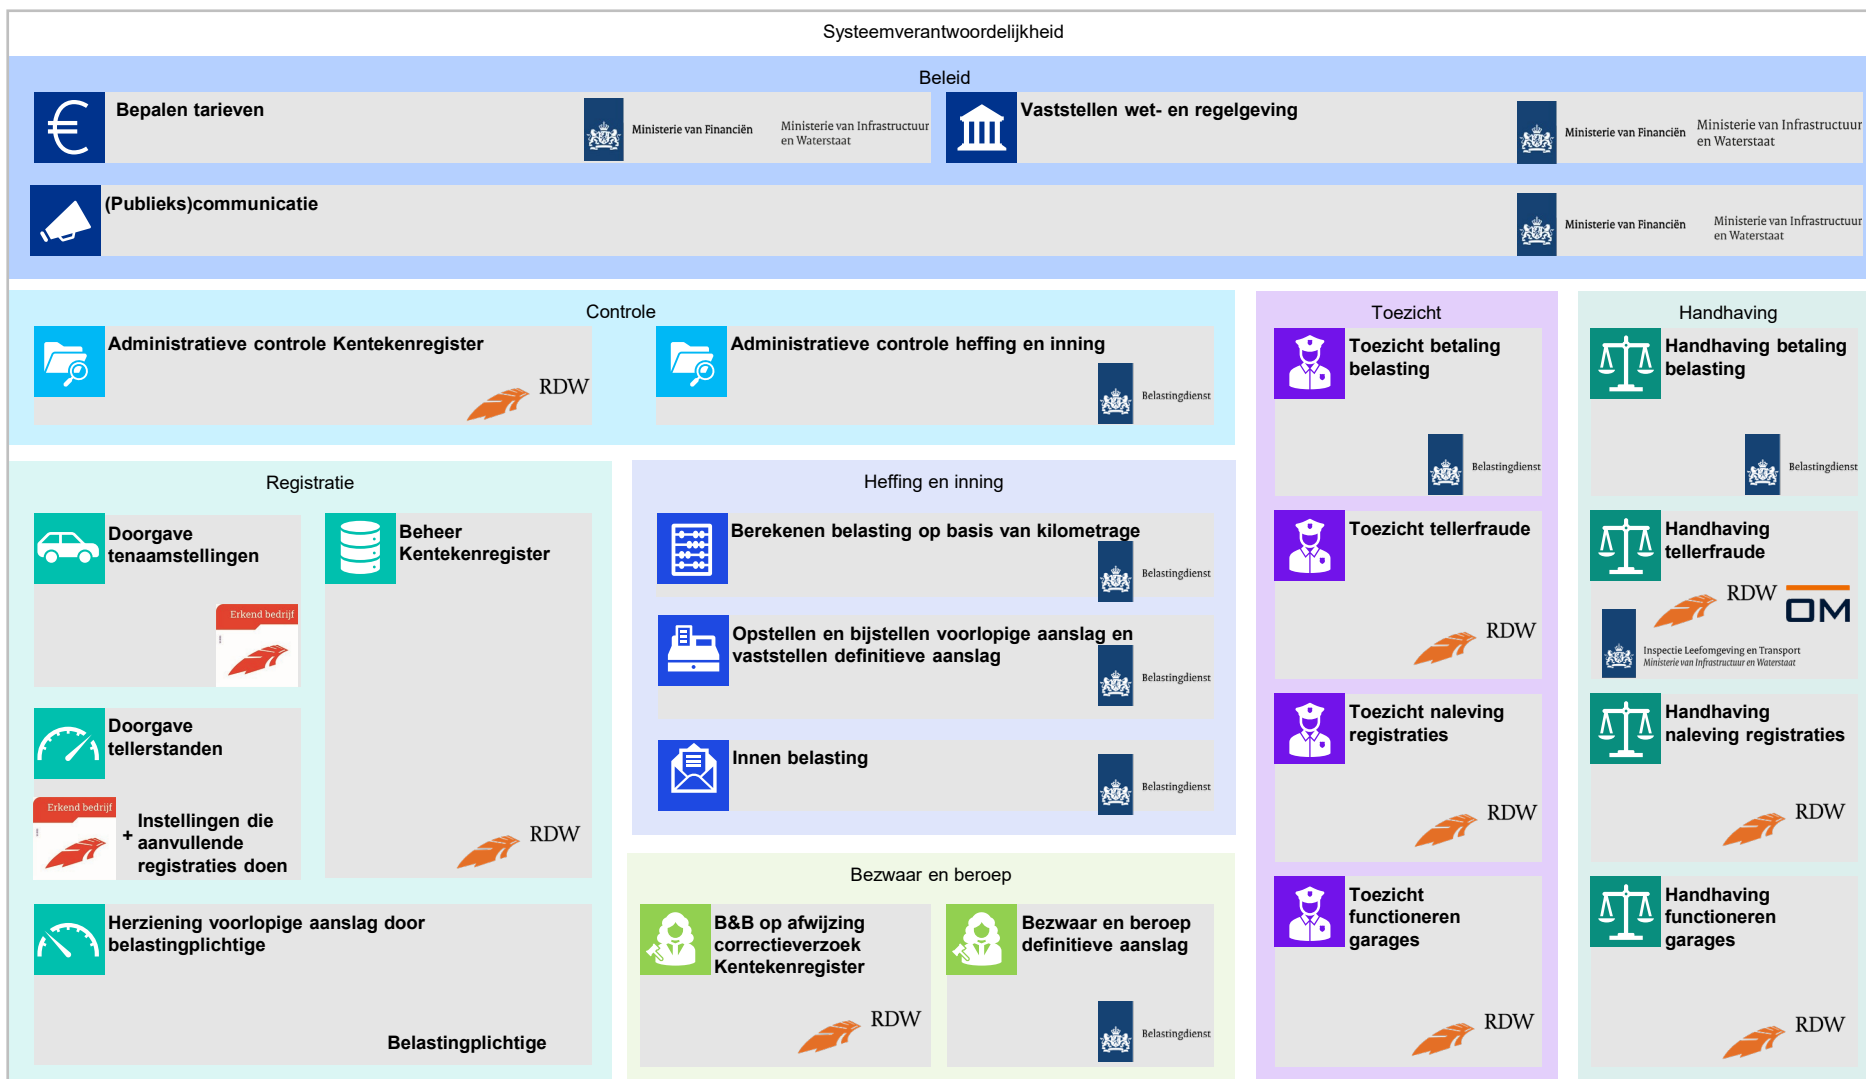 Systeemverantwoordelijkheid
Beleid
Bepalen tarieven
Ministerie van Financiën
Ministerie van Infrastructuur
en Waterstaat
Vaststellen wet- en regelgeving
Ministerie van Financiën
Ministerie van Infrastructuur
en Waterstaat
(Publieks)communicatie
Ministerie van Financiën
Ministerie van Infrastructuur
en Waterstaat
Controle
Administratieve controle Kentekenregister
RDW
Administratieve controle heffing en inning
Belastingdienst
Registratie
Doorgave
tenaamstellingen
Erkend bedrijf
Beheer
Kentekenregister
RDW
Doorgave
tellerstanden
Erkend bedrijf
+ Instellingen die
aanvullende
registraties doen
Herziening voorlopige aanslag door
belastingplichtige
Belastingplichtige
Heffing en inning
Berekenen belasting op basis van kilometrage
Belastingdienst
Opstellen en bijstellen voorlopige aanslag en
vaststellen definitieve aanslag
Belastingdienst
Innen belasting
Belastingdienst
Bezwaar en beroep
B&B op afwijzing
correctieverzoek
Kentekenregister
RDW
Bezwaar en beroep
definitieve aanslag
Belastingdienst
Toezicht
Toezicht betaling
belasting
Belastingdienst
Toezicht tellerfraude
RDW
Toezicht naleving
registraties
RDW
Toezicht
functioneren
garages
RDW
Handhaving
Handhaving betaling
belasting
Belastingdienst
Handhaving
tellerfraude
RDW
OM
Inspectie Leefomgeving en Transport
Ministerie van Infrastructuur en Waterstaat
Handhaving
naleving registraties
RDW
Handhaving
functioneren
garages
RDW